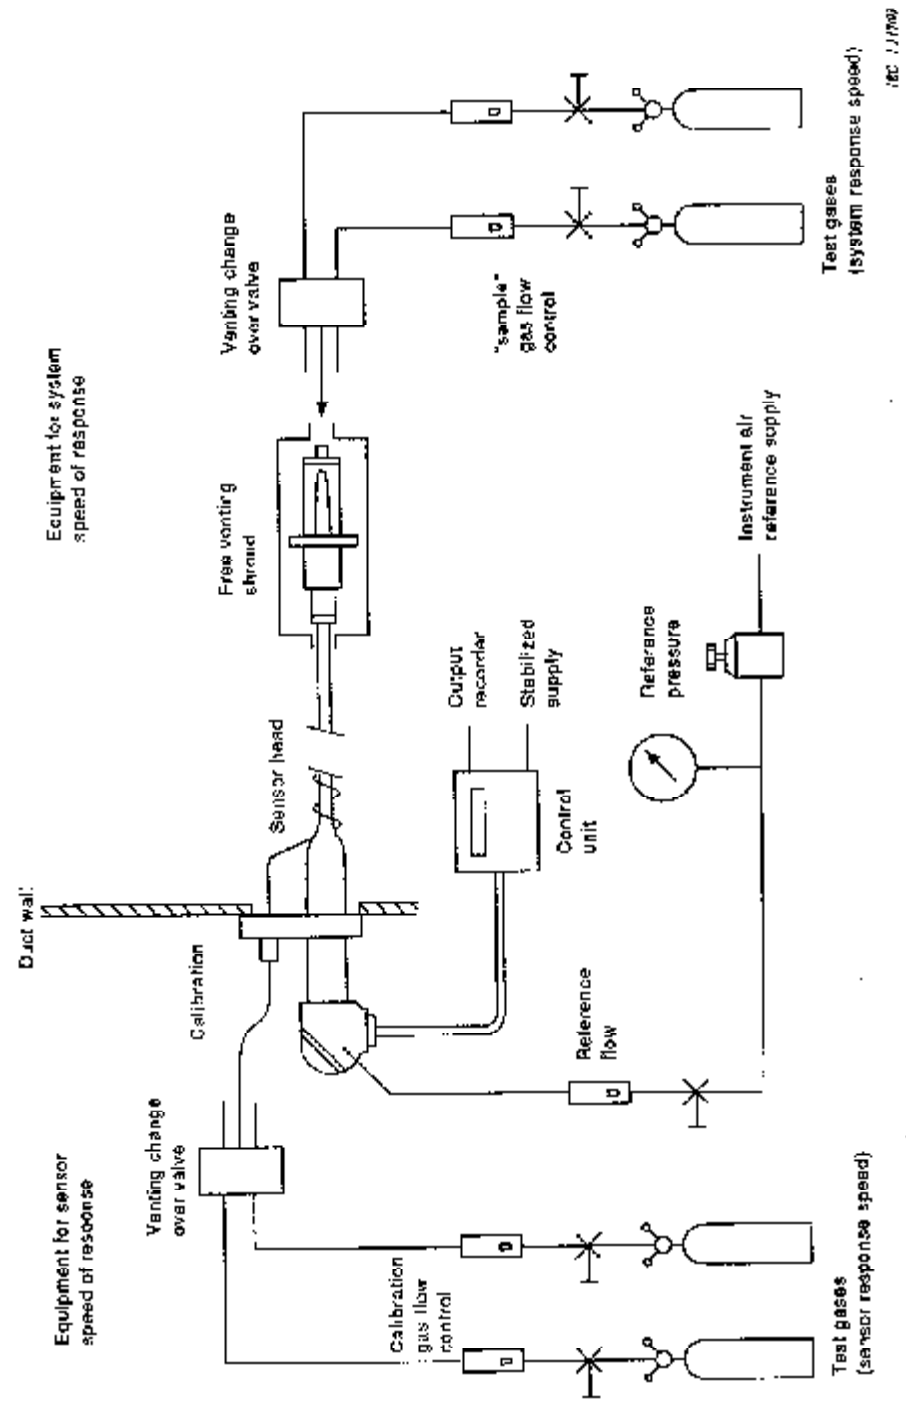 Equipment for system
speed of response
Venting change
over valve
"sample"
gas flow
control
Test gases
(system response speed)
Free venting
shroud
Instrument air
reference supply
Reference
pressure
Output
recorder
Stabilized
supply
Sensor head
Control
unit
Duct wall
Calibration
Reference
flow
Equipment for sensor
speed of response
Venting change
over valve
Calibration
gas flow
control
Test gases
(sensor response speed)